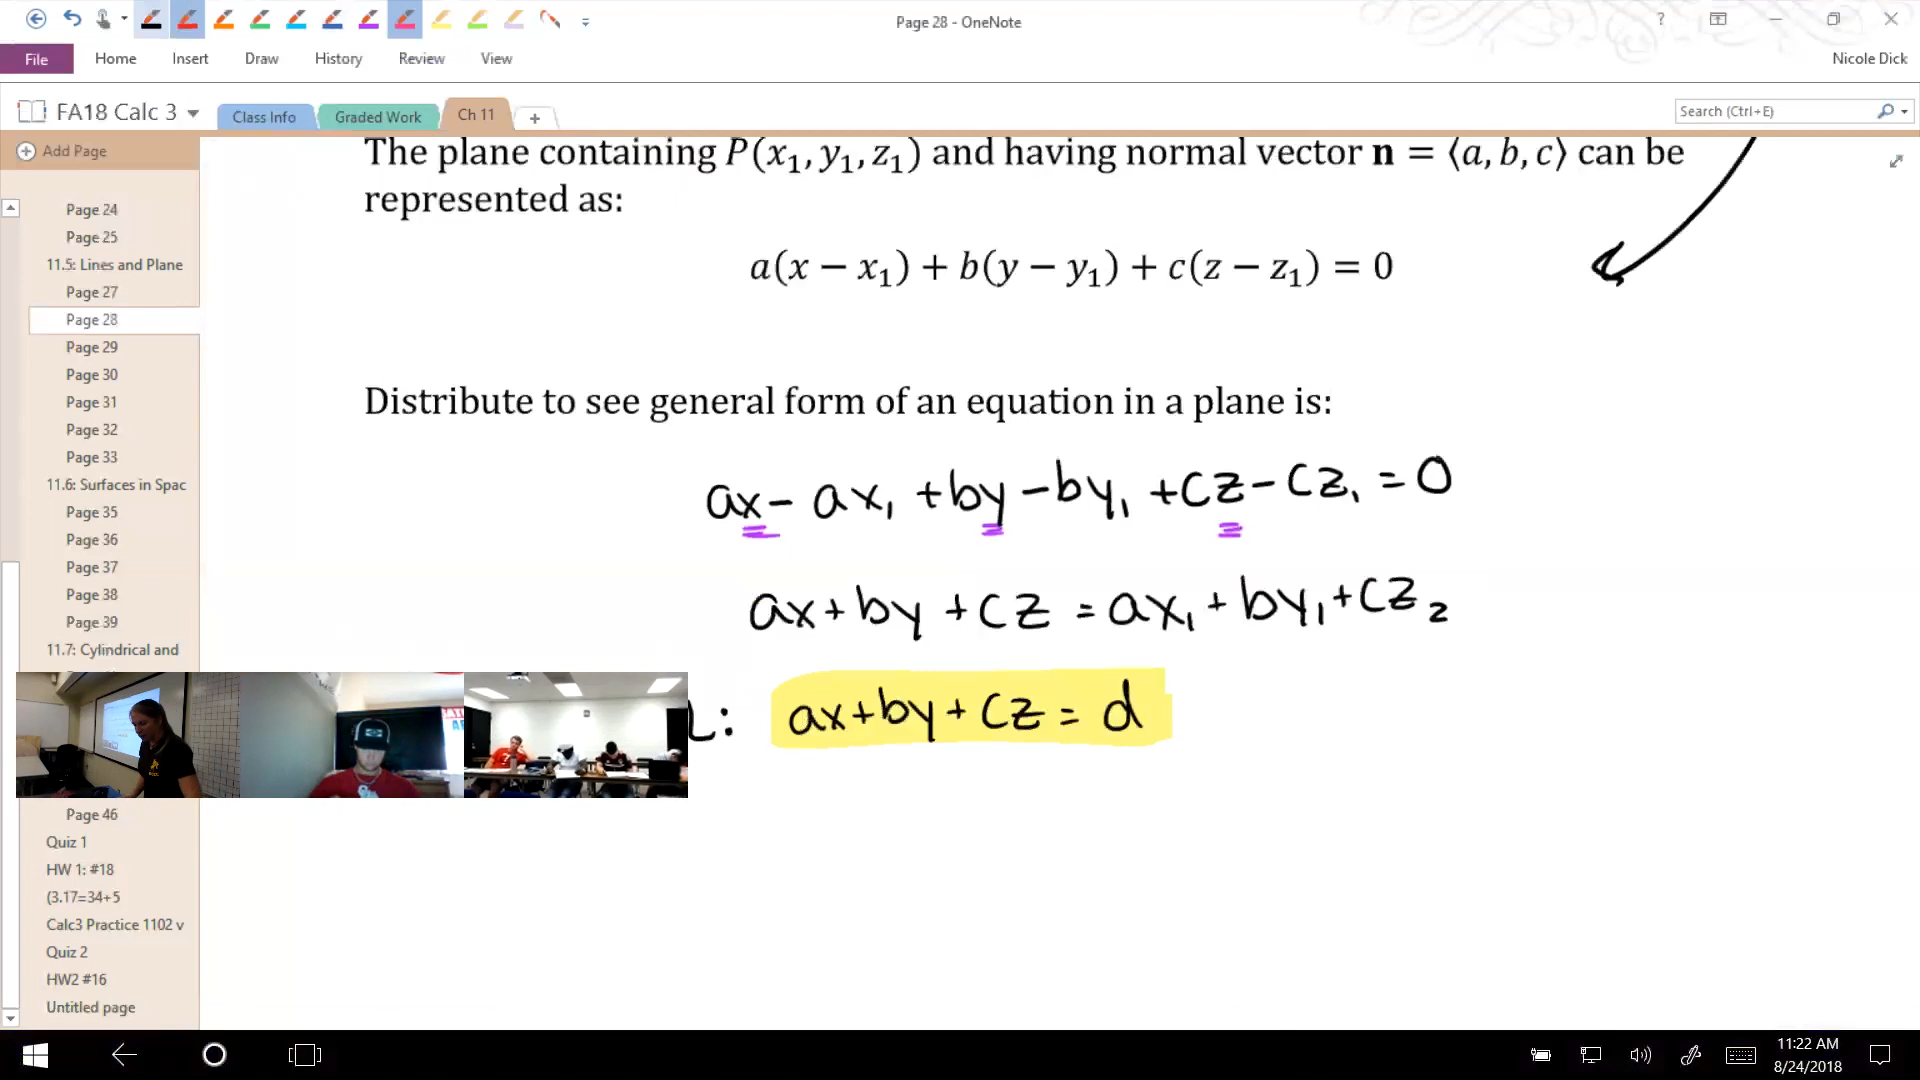 Page 28 - OneNote
?
File
Home
Insert
Draw
History
Review
View
Nicole Dick
FA18 Calc 3
Class Info
Graded Work
Ch 11
+
Search (Ctrl+E)
Add Page
Page 24
Page 25
11.5: Lines and Plane
Page 27
Page 28
Page 29
Page 30
Page 31
Page 32
Page 33
11.6: Surfaces in Spac
Page 35
Page 36
Page 37
Page 38
Page 39
11.7: Cylindrical and
Page 46
Quiz 1
HW 1: #18
(3.17=34+5
Calc3 Practice 1102 v
Quiz 2
HW2 #16
Untitled page
The plane containing P(x₁, y₁, z₁) and having normal vector n = ⟨a, b, c⟩ can be
represented as:
a(x − x₁) + b(y − y₁) + c(z − z₁) = 0
Distribute to see general form of an equation in a plane is:
ax − ax₁ + by − by₁ + cz − cz₁ = 0
ax + by + cz = ax₁ + by₁ + cz₂
ax + by + cz = d
11:22 AM
8/24/2018